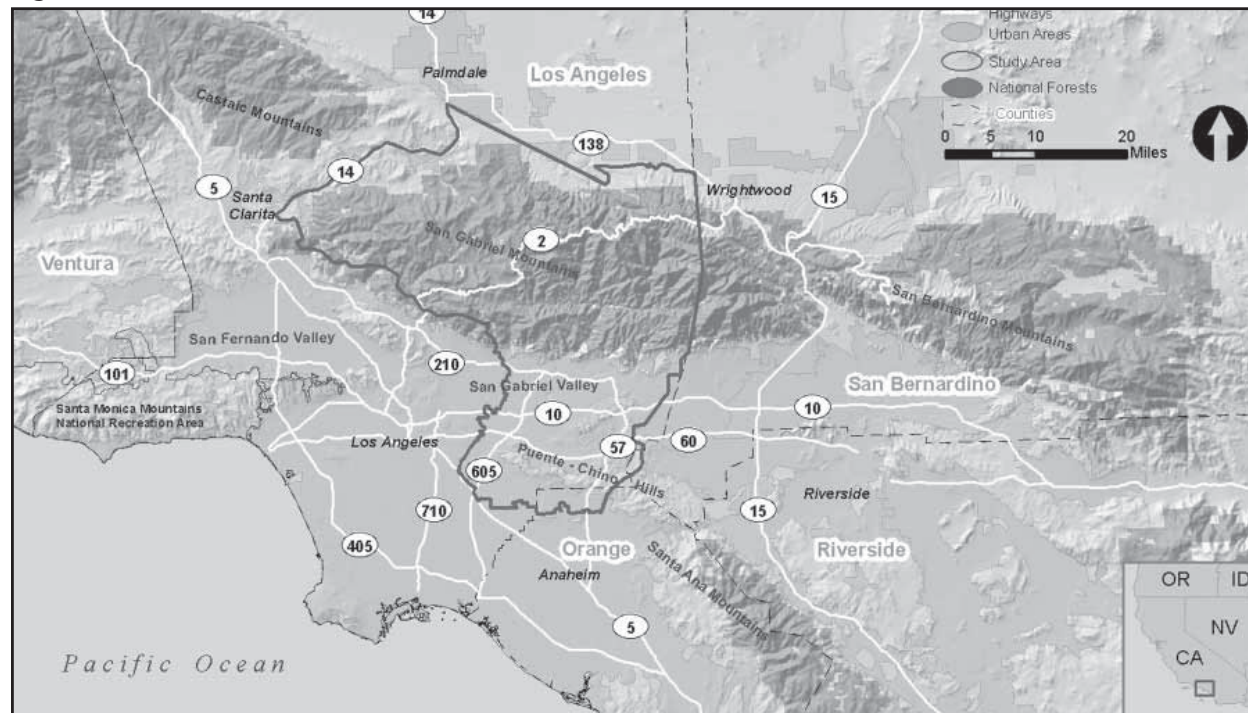 14
Highways
Urban Areas
Study Area
National Forests
Counties
0 5 10 20
Miles
Palmdale
Los Angeles
Castaic Mountains
138
14
5
Santa
Clarita
Wrightwood
15
San Gabriel Mountains
2
Ventura
San Bernardino Mountains
San Fernando Valley
101
210
San Gabriel Valley
San Bernardino
Santa Monica Mountains
National Recreation Area
10
10
Los Angeles
57
60
605
Puente - Chino Hills
Riverside
710
15
405
Orange
Riverside
Anaheim
Santa Ana Mountains
5
Pacific Ocean
OR
ID
NV
CA